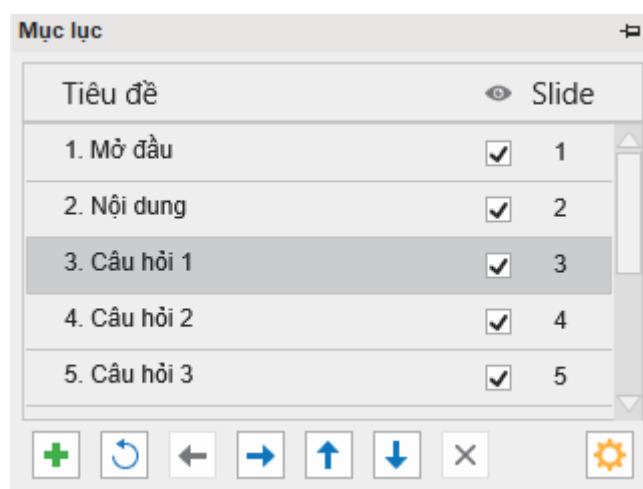 Mục lục
Tiêu đề Slide
1. Mở đầu 1
2. Nội dung 2
3. Câu hỏi 1 3
4. Câu hỏi 2 4
5. Câu hỏi 3 5